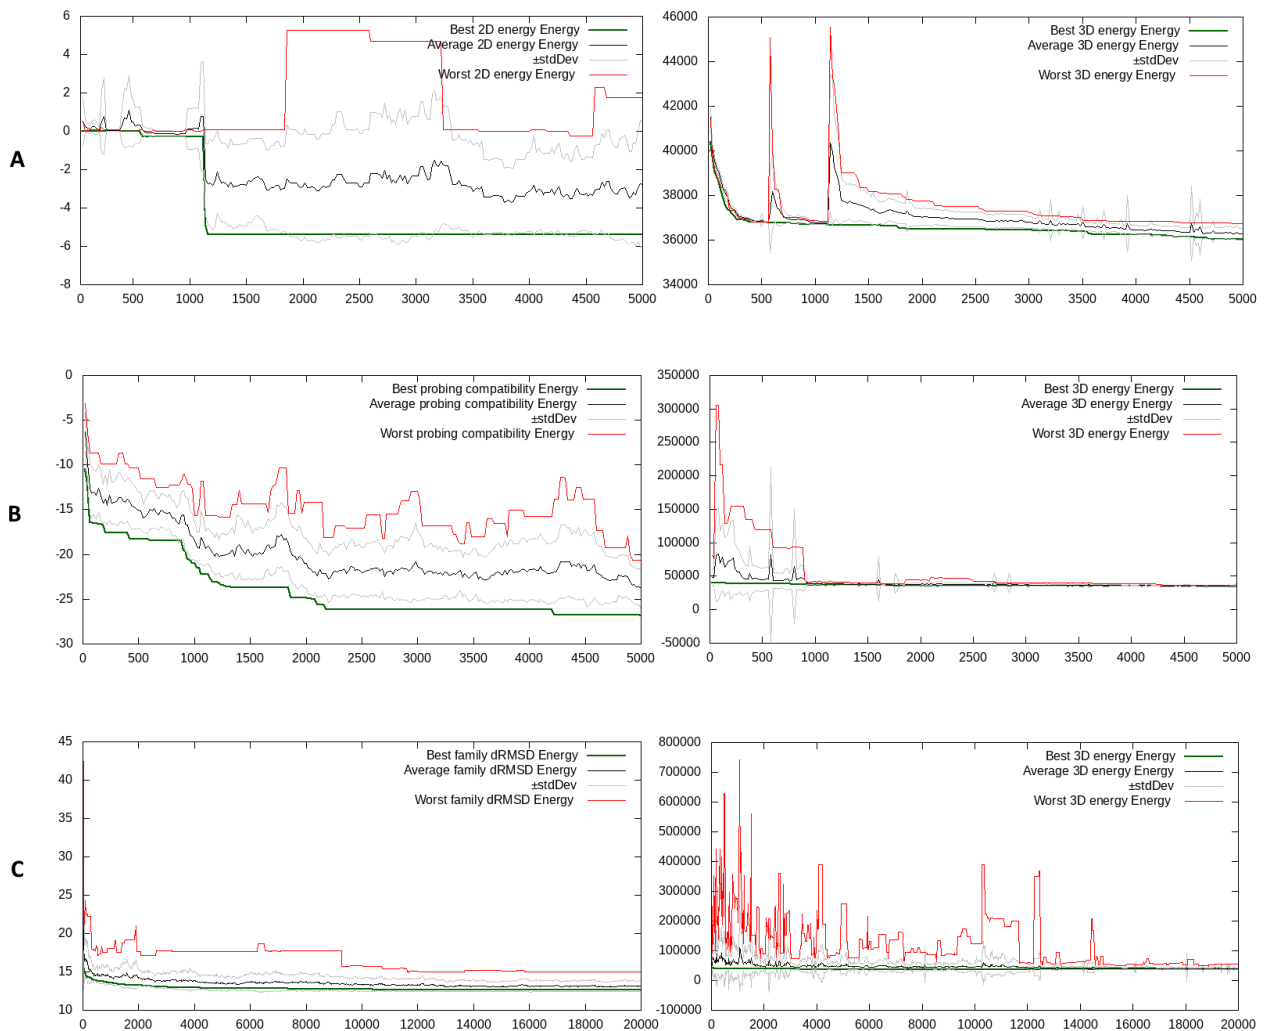 A
6
4
2
0
-2
-4
-6
-8
Best 2D energy Energy
Average 2D energy Energy
±stdDev
Worst 2D energy Energy
0 500 1000 1500 2000 2500 3000 3500 4000 4500 5000
46000
44000
42000
40000
38000
36000
34000
Best 3D energy Energy
Average 3D energy Energy
±stdDev
Worst 3D energy Energy
0 500 1000 1500 2000 2500 3000 3500 4000 4500 5000
B
0
-5
-10
-15
-20
-25
-30
Best probing compatibility Energy
Average probing compatibility Energy
±stdDev
Worst probing compatibility Energy
0 500 1000 1500 2000 2500 3000 3500 4000 4500 5000
350000
300000
250000
200000
150000
100000
50000
0
-50000
Best 3D energy Energy
Average 3D energy Energy
±stdDev
Worst 3D energy Energy
0 500 1000 1500 2000 2500 3000 3500 4000 4500 5000
C
45
40
35
30
25
20
15
10
Best family dRMSD Energy
Average family dRMSD Energy
±stdDev
Worst family dRMSD Energy
0 2000 4000 6000 8000 10000 12000 14000 16000 18000 20000
800000
700000
600000
500000
400000
300000
200000
100000
0
-100000
Best 3D energy Energy
Average 3D energy Energy
±stdDev
Worst 3D energy Energy
0 2000 4000 6000 8000 10000 12000 14000 16000 18000 20000